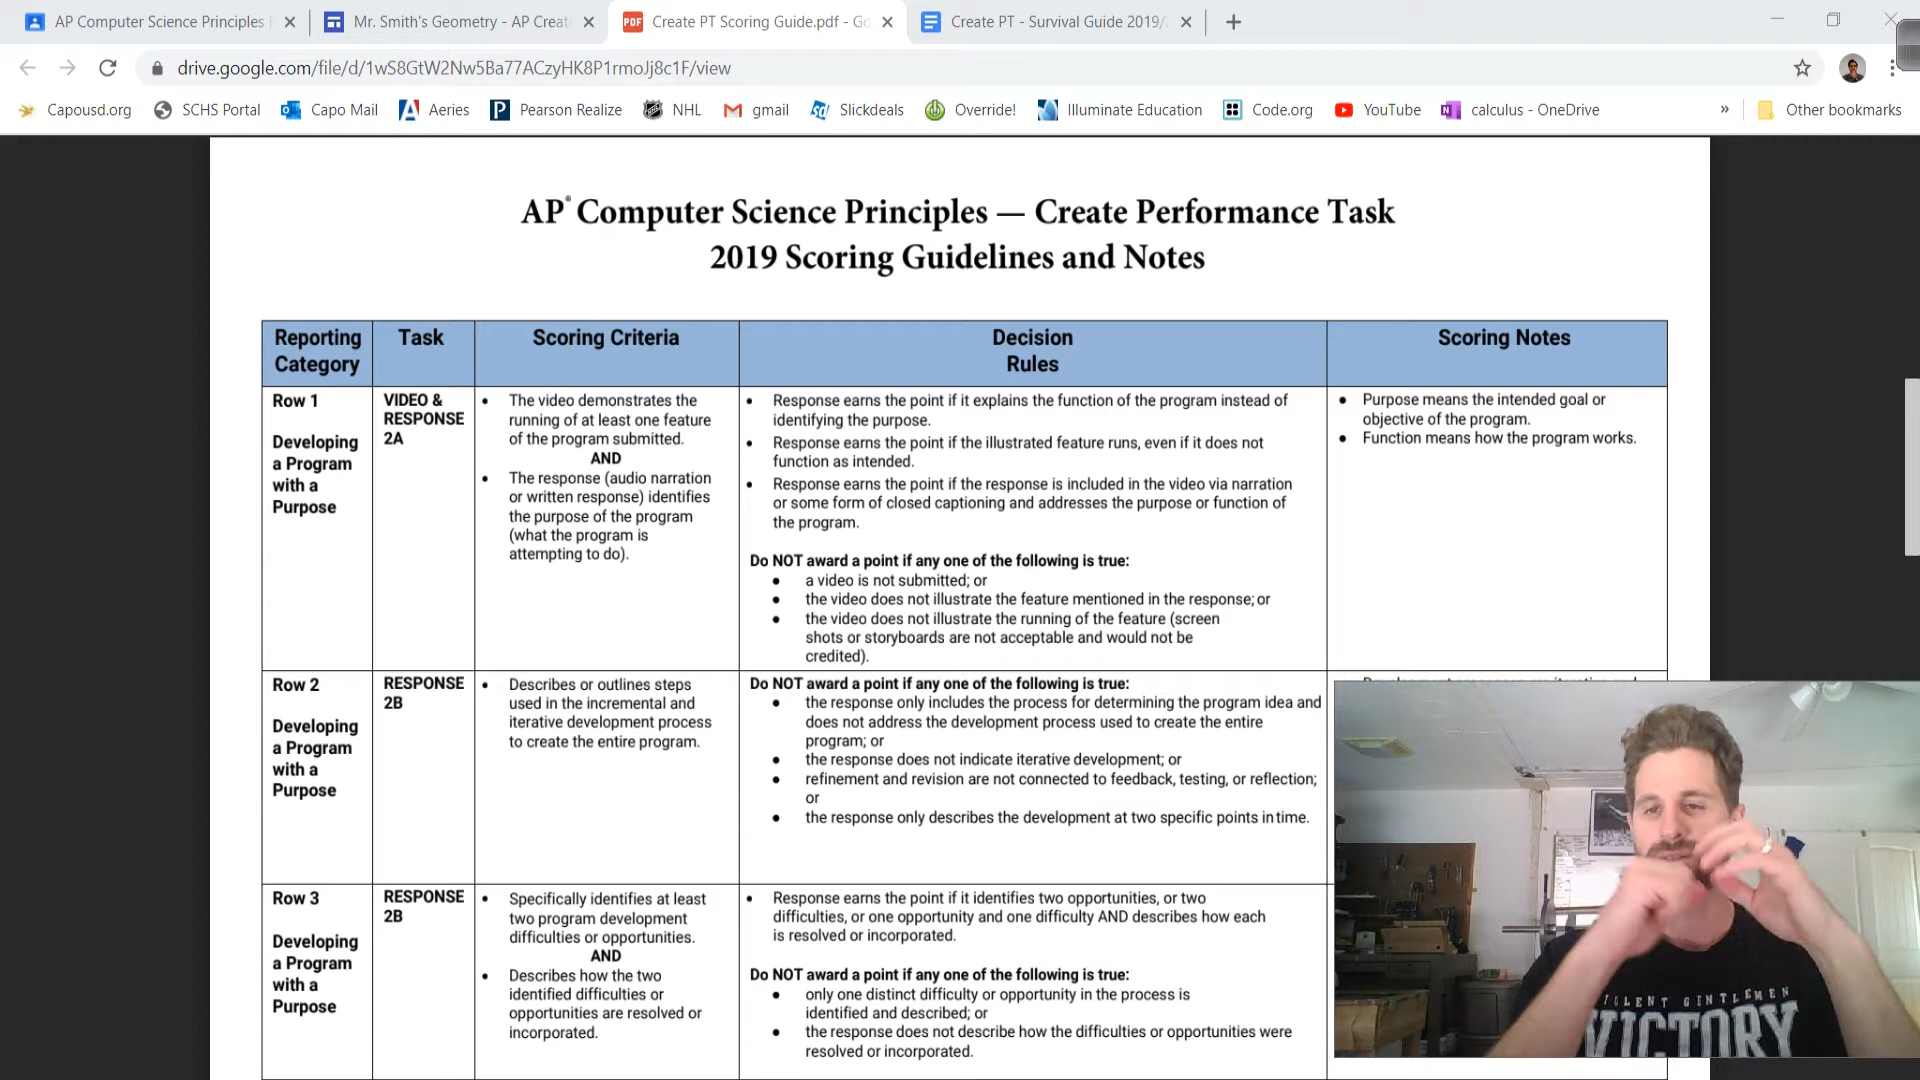 AP Computer Science Principles
Mr. Smith's Geometry - AP Creat
PDF Create PT Scoring Guide.pdf - Go
Create PT - Survival Guide 2019/
drive.google.com/file/d/1wS8GtW2Nw5Ba77ACzyHK8P1rmoJj8c1F/view
Capousd.org SCHS Portal Capo Mail Aeries Pearson Realize NHL gmail Slickdeals Override! Illuminate Education Code.org YouTube calculus - OneDrive » Other bookmarks
AP® Computer Science Principles — Create Performance Task
2019 Scoring Guidelines and Notes
Reporting
Category
Task
Scoring Criteria
Decision
Rules
Scoring Notes
Row 1
Developing
a Program
with a
Purpose
VIDEO &
RESPONSE
2A
• The video demonstrates the
running of at least one feature
of the program submitted.
AND
• The response (audio narration
or written response) identifies
the purpose of the program
(what the program is
attempting to do).
• Response earns the point if it explains the function of the program instead of
identifying the purpose.
• Response earns the point if the illustrated feature runs, even if it does not
function as intended.
• Response earns the point if the response is included in the video via narration
or some form of closed captioning and addresses the purpose or function of
the program.
Do NOT award a point if any one of the following is true:
• a video is not submitted; or
• the video does not illustrate the feature mentioned in the response; or
• the video does not illustrate the running of the feature (screen
shots or storyboards are not acceptable and would not be
credited).
• Purpose means the intended goal or
objective of the program.
• Function means how the program works.
Row 2
Developing
a Program
with a
Purpose
RESPONSE
2B
• Describes or outlines steps
used in the incremental and
iterative development process
to create the entire program.
Do NOT award a point if any one of the following is true:
• the response only includes the process for determining the program idea and
does not address the development process used to create the entire
program; or
• the response does not indicate iterative development; or
• refinement and revision are not connected to feedback, testing, or reflection;
or
• the response only describes the development at two specific points in time.
Row 3
Developing
a Program
with a
Purpose
RESPONSE
2B
• Specifically identifies at least
two program development
difficulties or opportunities.
AND
• Describes how the two
identified difficulties or
opportunities are resolved or
incorporated.
• Response earns the point if it identifies two opportunities, or two
difficulties, or one opportunity and one difficulty AND describes how each
is resolved or incorporated.
Do NOT award a point if any one of the following is true:
• only one distinct difficulty or opportunity in the process is
identified and described; or
• the response does not describe how the difficulties or opportunities were
resolved or incorporated.
GENTLEMEN
VICTORY